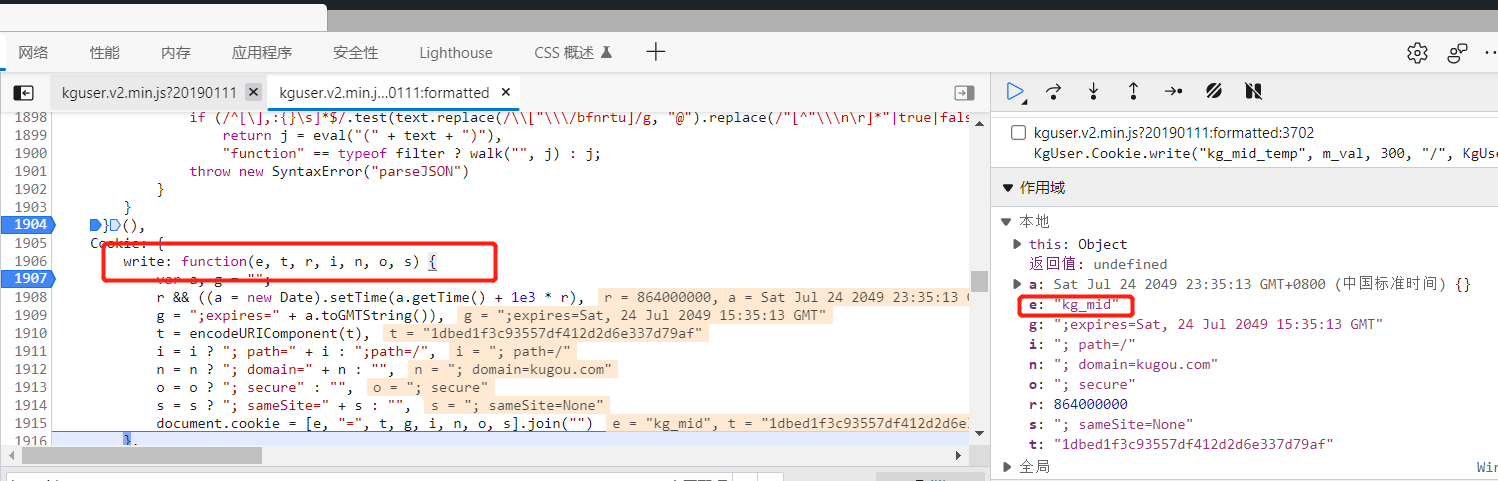 网络 性能 内存 应用程序 安全性 Lighthouse CSS 概述
kguser.v2.min.js?20190111 kguser.v2.min.j...0111:formatted
1898 if (/^[\],:{}\s]*$/.test(text.replace(/\\["\\\/bfnrtu]/g, "@").replace(/"[^"\\\n\r]*"|true|fals
1899 return j = eval("(" + text + ")"),
1900 "function" == typeof filter ? walk("", j) : j;
1901 throw new SyntaxError("parseJSON")
1902 }
1903 }
1904 }(),
1905 Cookie: {
1906 write: function(e, t, r, i, n, o, s) {
1907 var a, g = "";
1908 r && ((a = new Date).setTime(a.getTime() + 1e3 * r), r = 864000000, a = Sat Jul 24 2049 23:35:13 G
1909 g = ";expires=" + a.toGMTString()), g = ";expires=Sat, 24 Jul 2049 15:35:13 GMT"
1910 t = encodeURIComponent(t), t = "1dbed1f3c93557df412d2d6e337d79af"
1911 i = i ? "; path=" + i : ";path=/", i = "; path=/"
1912 n = n ? "; domain=" + n : "", n = "; domain=kugou.com"
1913 o = o ? "; secure" : "", o = "; secure"
1914 s = s ? "; sameSite=" + s : "", s = "; sameSite=None"
1915 document.cookie = [e, "=", t, g, i, n, o, s].join("") e = "kg_mid", t = "1dbed1f3c93557df412d2d6e
1916 },
kguser.v2.min.js?20190111:formatted:3702
KgUser.Cookie.write("kg_mid_temp", m_val, 300, "/", KgUs
作用域
本地
this: Object
返回值: undefined
a: Sat Jul 24 2049 23:35:13 GMT+0800 (中国标准时间) {}
e: "kg_mid"
g: ";expires=Sat, 24 Jul 2049 15:35:13 GMT"
i: "; path=/"
n: "; domain=kugou.com"
o: "; secure"
r: 864000000
s: "; sameSite=None"
t: "1dbed1f3c93557df412d2d6e337d79af"
全局 Win